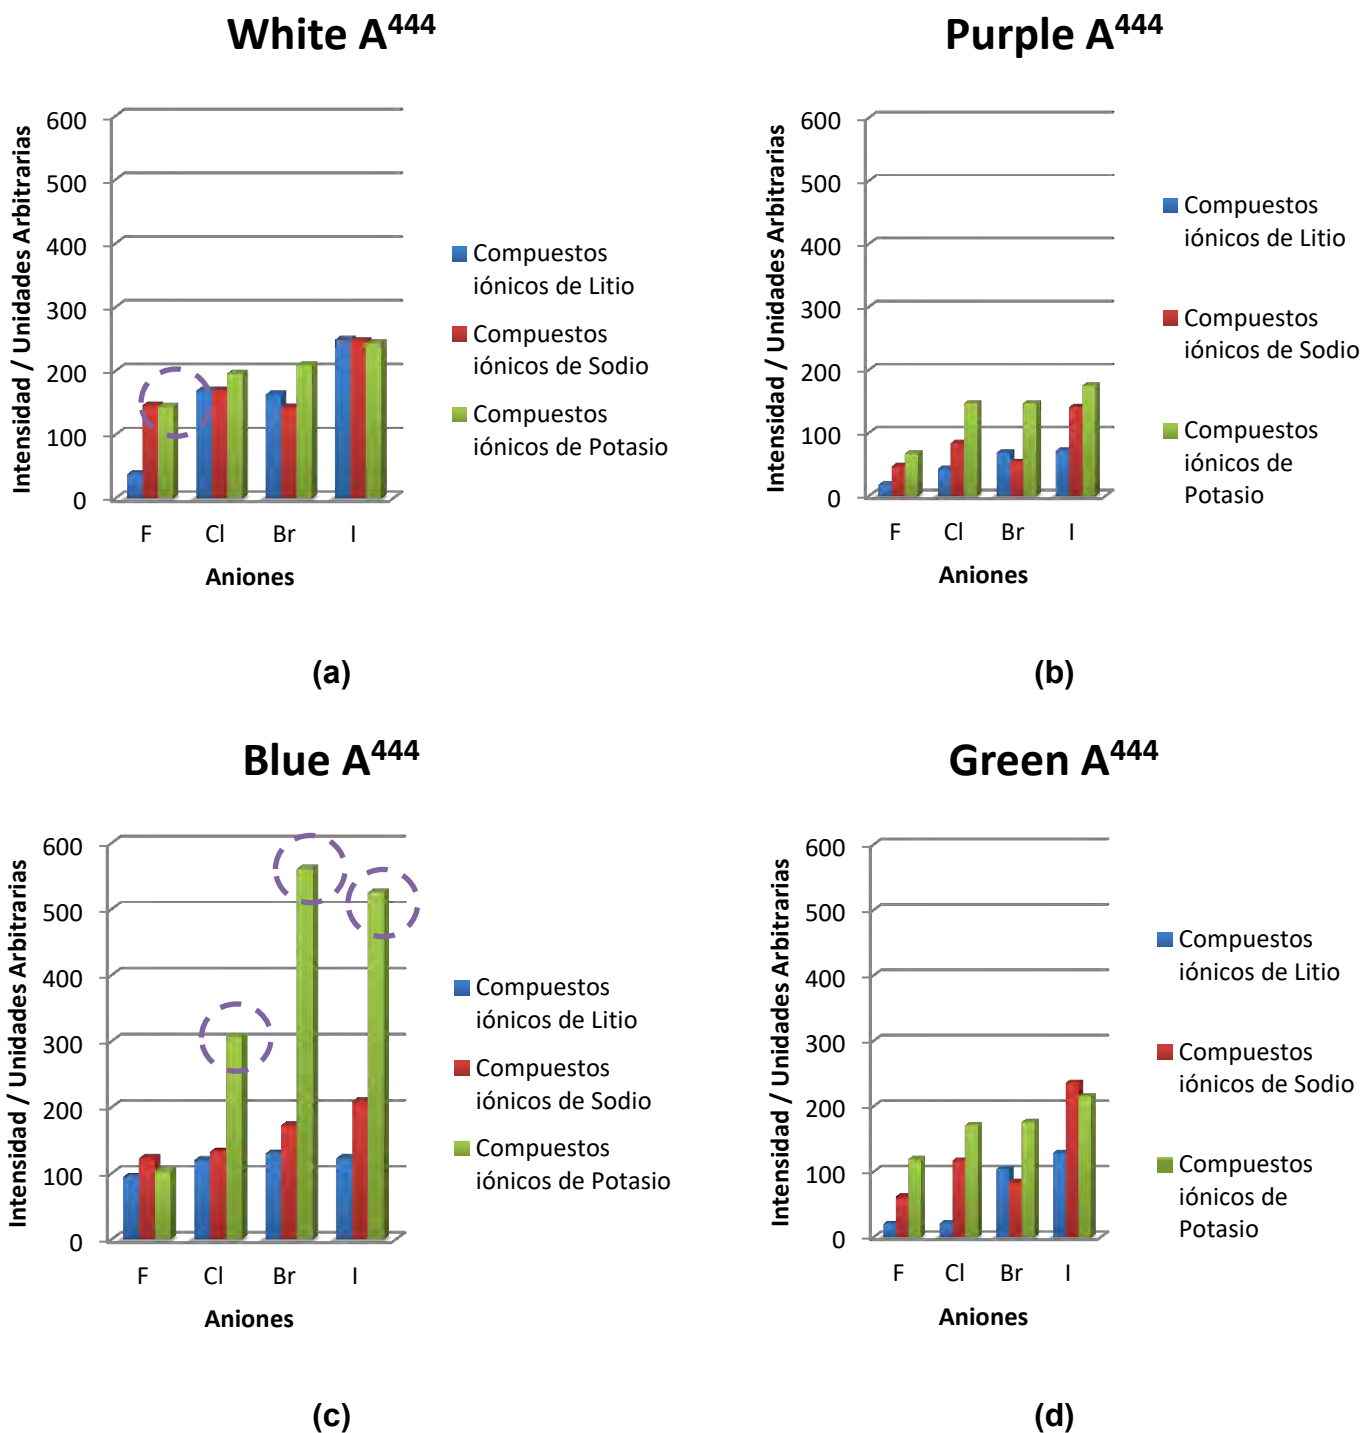 White A⁴⁴⁴
Intensidad / Unidades Arbitrarias
600
500
400
300
200
100
0
F Cl Br I
Aniones
Compuestos
iónicos de Litio
Compuestos
iónicos de Sodio
Compuestos
iónicos de Potasio
(a)
Purple A⁴⁴⁴
Intensidad / Unidades Arbitrarias
600
500
400
300
200
100
0
F Cl Br I
Aniones
Compuestos
iónicos de Litio
Compuestos
iónicos de Sodio
Compuestos
iónicos de
Potasio
(b)
Blue A⁴⁴⁴
Intensidad / Unidades Arbitrarias
600
500
400
300
200
100
0
F Cl Br I
Aniones
Compuestos
iónicos de Litio
Compuestos
iónicos de Sodio
Compuestos
iónicos de Potasio
(c)
Green A⁴⁴⁴
Intensidad / Unidades Arbitrarias
600
500
400
300
200
100
0
F Cl Br I
Aniones
Compuestos
iónicos de Litio
Compuestos
iónicos de Sodio
Compuestos
iónicos de
Potasio
(d)